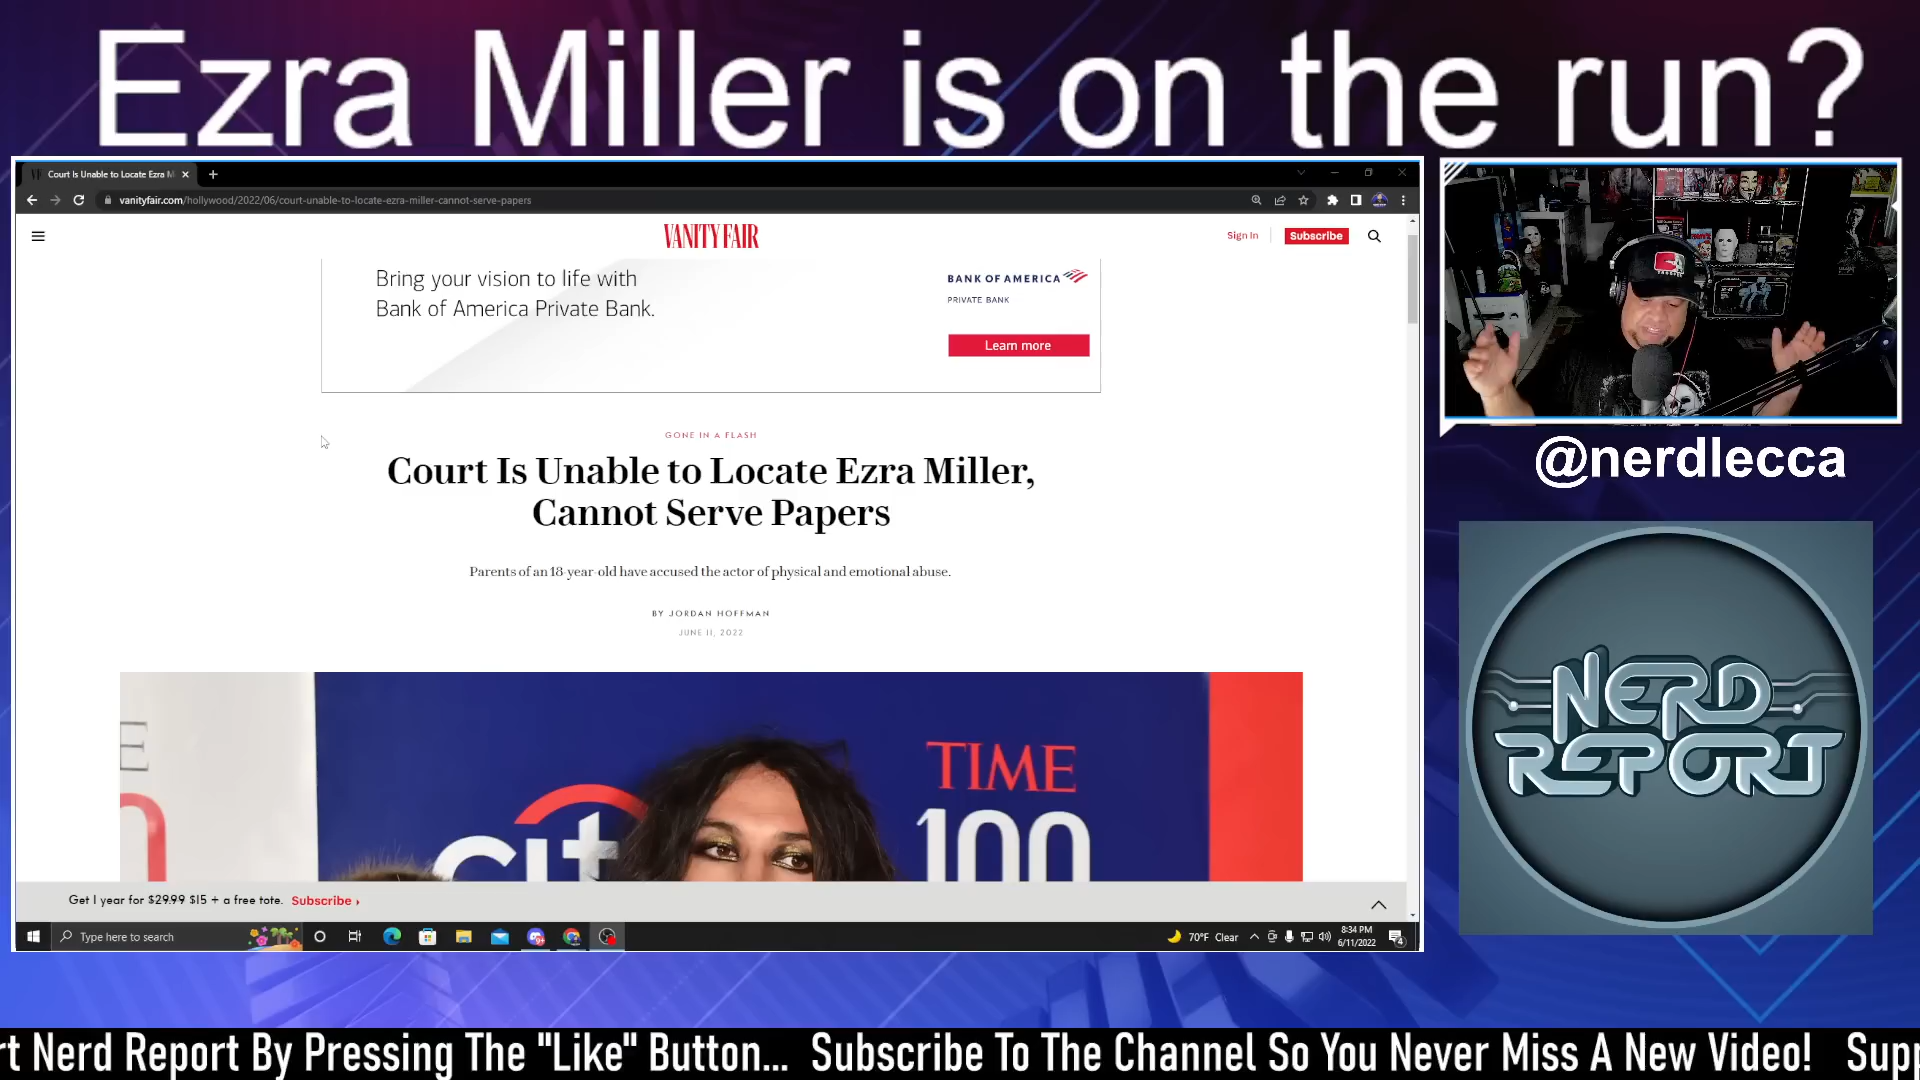 Ezra Miller is on the run?
Court Is Unable to Locate Ezra M
vanityfair.com/hollywood/2022/06/court-unable-to-locate-ezra-miller-cannot-serve-papers
VANITY FAIR
Sign In
Subscribe
Bring your vision to life with
Bank of America Private Bank.
BANK OF AMERICA
PRIVATE BANK
Learn more
GONE IN A FLASH
Court Is Unable to Locate Ezra Miller,
Cannot Serve Papers
Parents of an 18-year-old have accused the actor of physical and emotional abuse.
BY JORDAN HOFFMAN
JUNE 11, 2022
citi
TIME
100
Get 1 year for $29.99 $15 + a free tote. Subscribe
Type here to search
70°F Clear
8:34 PM
6/11/2022
4
@nerdlecca
NERD
REPORT
rt Nerd Report By Pressing The "Like" Button... Subscribe To The Channel So You Never Miss A New Video! Supp